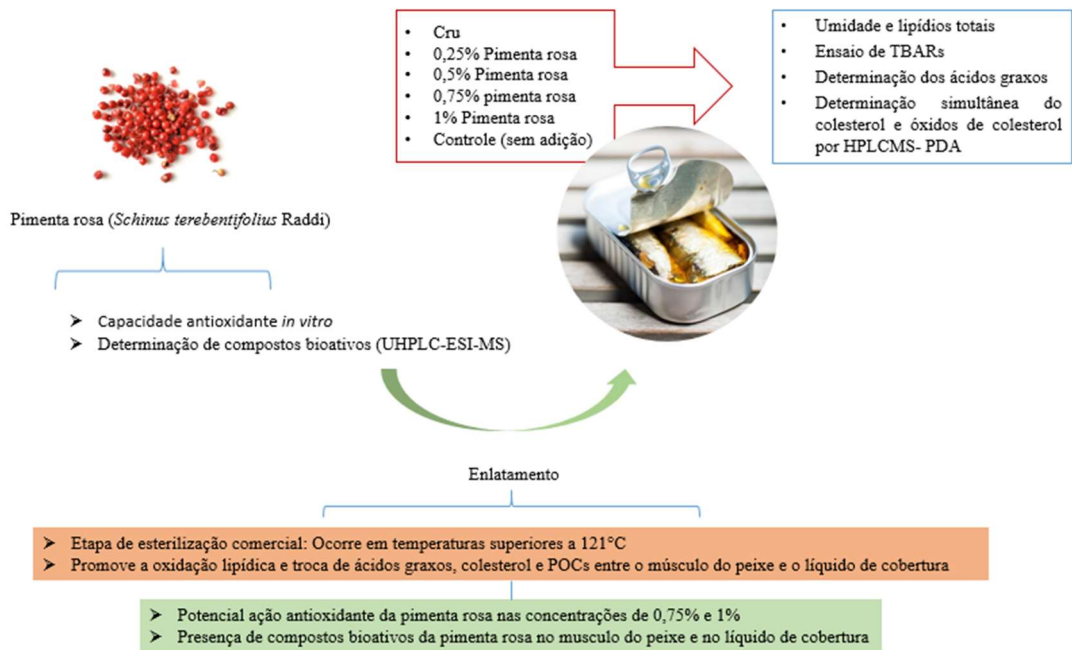 • Cru
• 0,25% Pimenta rosa
• 0,5% Pimenta rosa
• 0,75% pimenta rosa
• 1% Pimenta rosa
• Controle (sem adição)
• Umidade e lipídios totais
• Ensaio de TBARs
• Determinação dos ácidos graxos
• Determinação simultânea do
colesterol e óxidos de colesterol
por HPLCMS- PDA
Pimenta rosa (Schinus terebentifolius Raddi)
➤ Capacidade antioxidante in vitro
➤ Determinação de compostos bioativos (UHPLC-ESI-MS)
Enlatamento
➤ Etapa de esterilização comercial: Ocorre em temperaturas superiores a 121°C
➤ Promove a oxidação lipídica e troca de ácidos graxos, colesterol e POCs entre o músculo do peixe e o líquido de cobertura
➤ Potencial ação antioxidante da pimenta rosa nas concentrações de 0,75% e 1%
➤ Presença de compostos bioativos da pimenta rosa no musculo do peixe e no líquido de cobertura